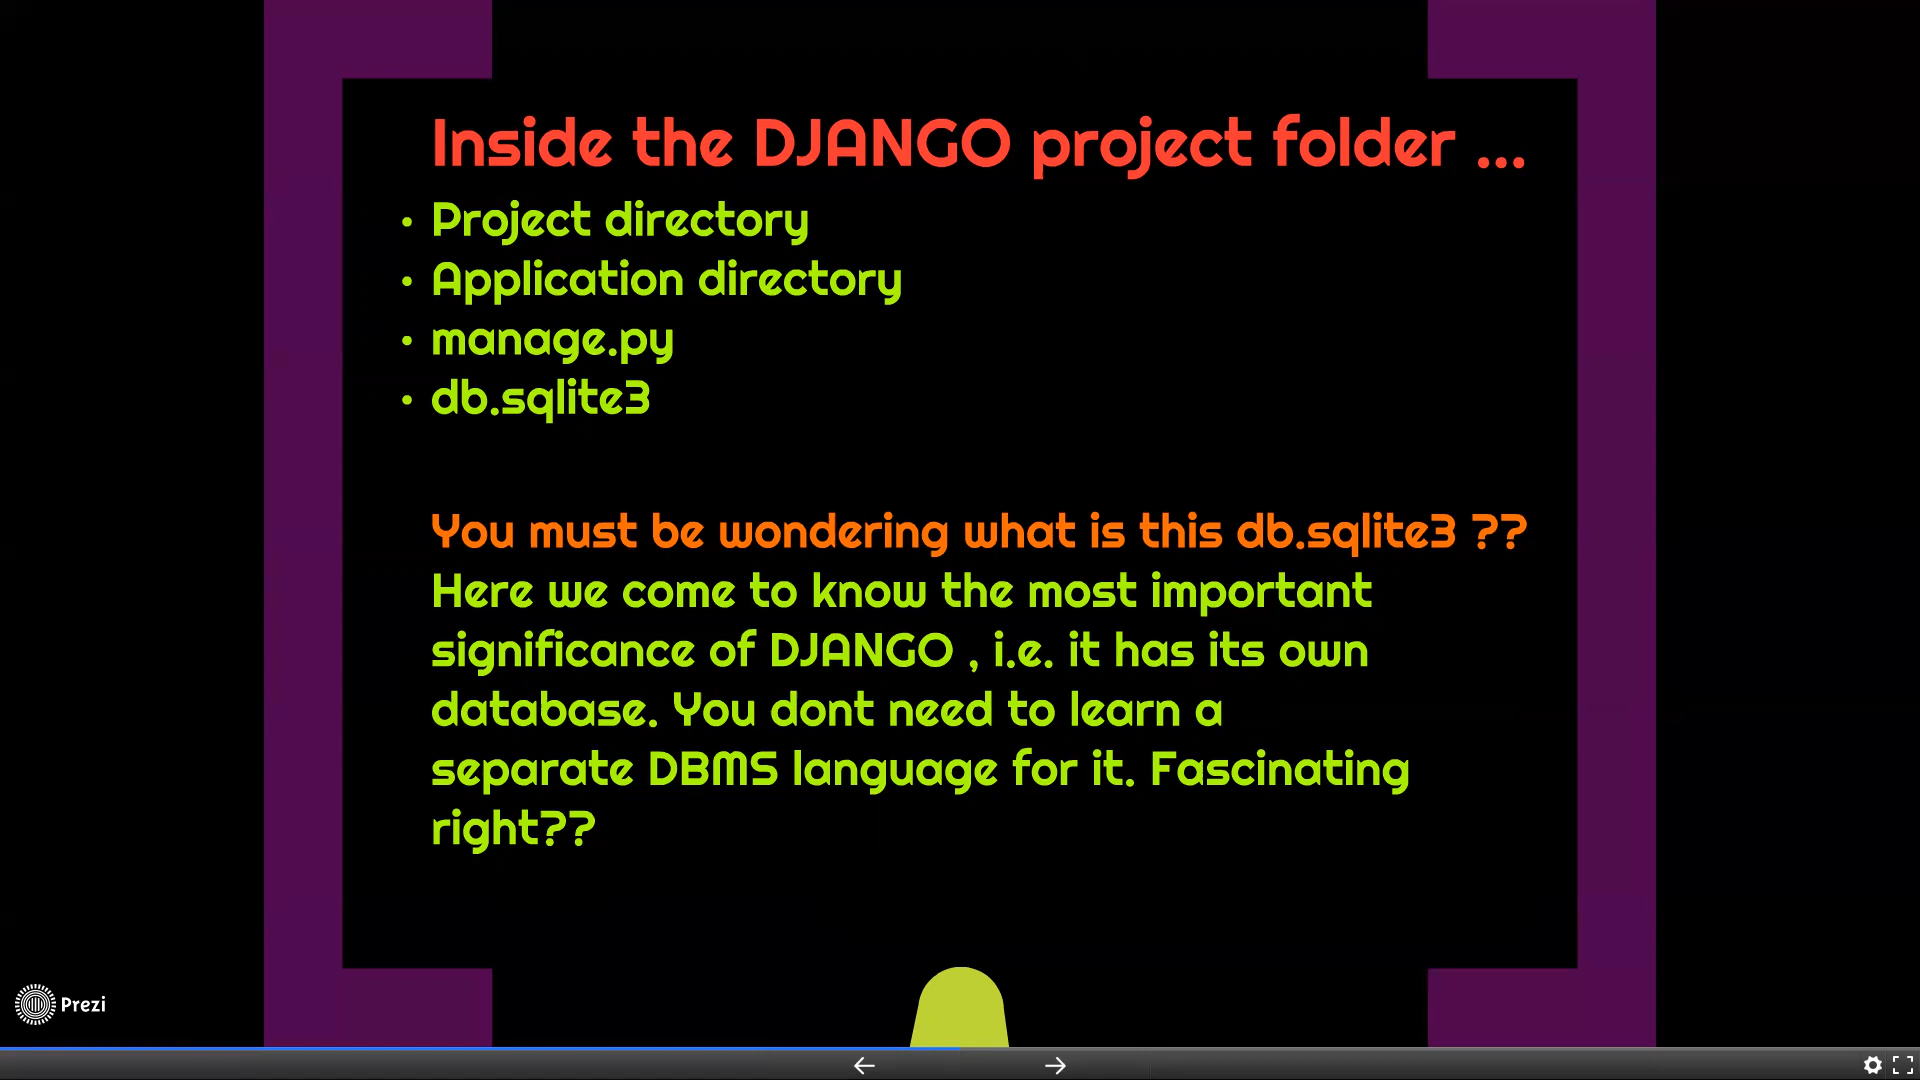 Inside the DJANGO project folder ...
• Project directory
• Application directory
• manage.py
• db.sqlite3
You must be wondering what is this db.sqlite3 ??
Here we come to know the most important
significance of DJANGO , i.e. it has its own
database. You dont need to learn a
separate DBMS language for it. Fascinating
right??
Prezi